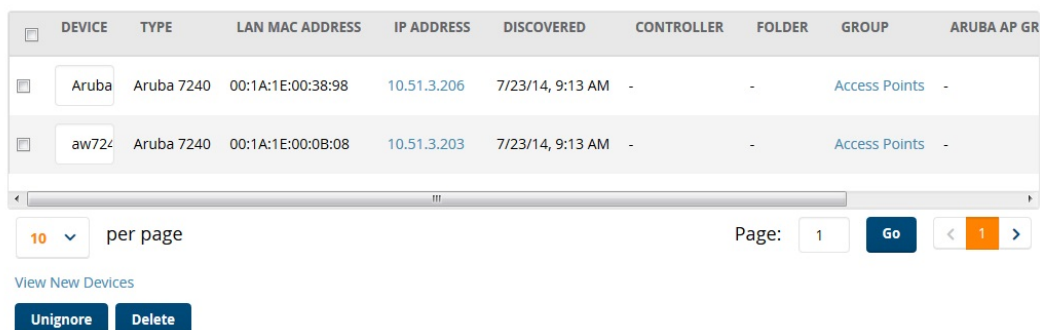 DEVICE TYPE LAN MAC ADDRESS IP ADDRESS DISCOVERED CONTROLLER FOLDER GROUP ARUBA AP GR
Aruba Aruba 7240 00:1A:1E:00:38:98 10.51.3.206 7/23/14, 9:13 AM - - Access Points -
aw724 Aruba 7240 00:1A:1E:00:0B:08 10.51.3.203 7/23/14, 9:13 AM - - Access Points -
10 per page Page: 1 Go < 1 >
View New Devices
Unignore Delete